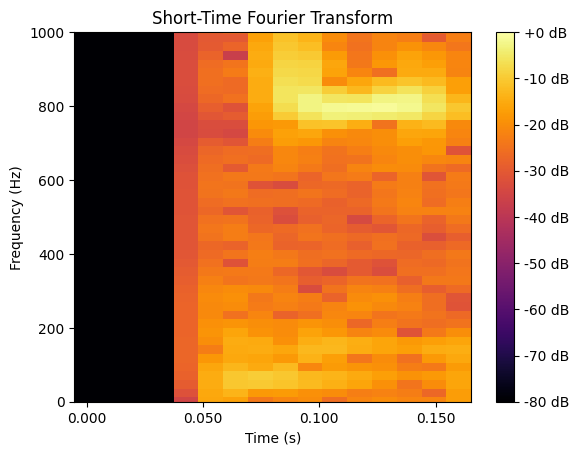 Short-Time Fourier Transform
1000
800
600
400
200
0
Frequency (Hz)
0.000
0.050
0.100
0.150
Time (s)
+0 dB
-10 dB
-20 dB
-30 dB
-40 dB
-50 dB
-60 dB
-70 dB
-80 dB